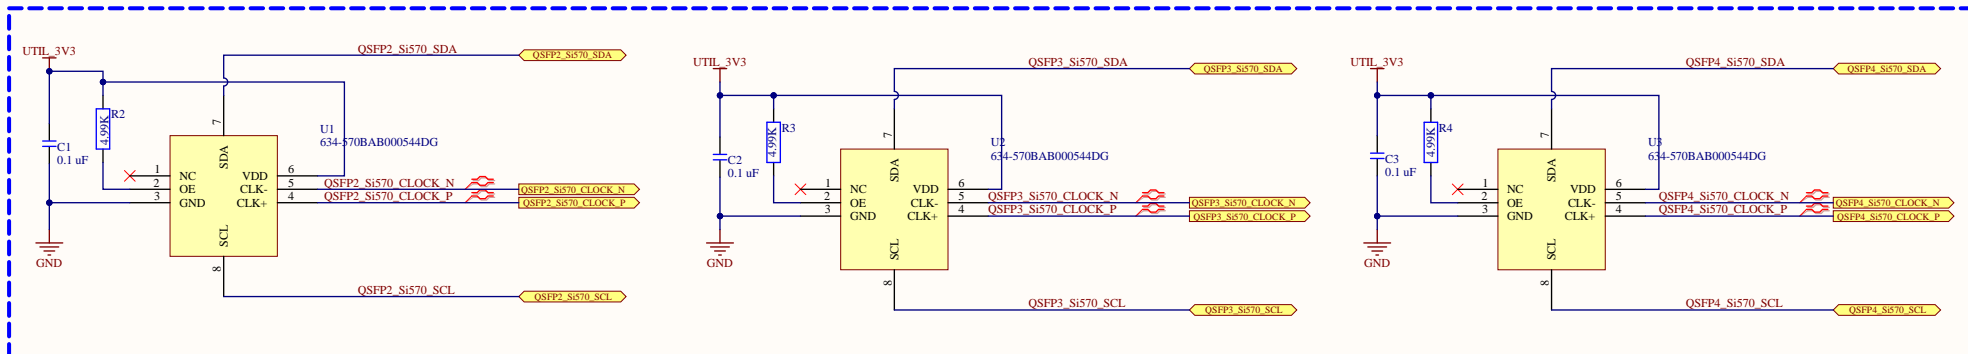 UTIL_3V3
QSFP2_Si570_SDA
QSFP2_Si570_SDA
R2
4.99K
C1
0.1 uF
U1
634-570BAB000544DG
7
SDA
1
NC
2
OE
3
GND
VDD
6
CLK-
5
CLK+
4
SCL
8
QSFP2_Si570_CLOCK_N
QSFP2_Si570_CLOCK_N
QSFP2_Si570_CLOCK_P
QSFP2_Si570_CLOCK_P
GND
QSFP2_Si570_SCL
QSFP2_Si570_SCL
UTIL_3V3
QSFP3_Si570_SDA
QSFP3_Si570_SDA
R3
4.99K
C2
0.1 uF
U2
634-570BAB000544DG
7
SDA
1
NC
2
OE
3
GND
VDD
6
CLK-
5
CLK+
4
SCL
8
QSFP3_Si570_CLOCK_N
QSFP3_Si570_CLOCK_N
QSFP3_Si570_CLOCK_P
QSFP3_Si570_CLOCK_P
GND
QSFP3_Si570_SCL
QSFP3_Si570_SCL
UTIL_3V3
QSFP4_Si570_SDA
QSFP4_Si570_SDA
R4
4.99K
C3
0.1 uF
U3
634-570BAB000544DG
7
SDA
1
NC
2
OE
3
GND
VDD
6
CLK-
5
CLK+
4
SCL
8
QSFP4_Si570_CLOCK_N
QSFP4_Si570_CLOCK_N
QSFP4_Si570_CLOCK_P
QSFP4_Si570_CLOCK_P
GND
QSFP4_Si570_SCL
QSFP4_Si570_SCL